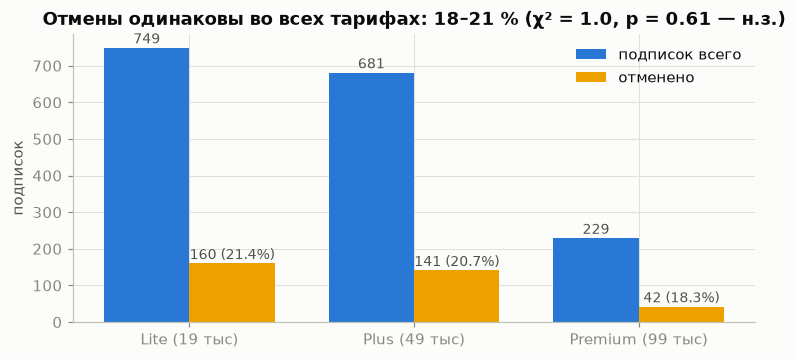 Отмены одинаковы во всех тарифах: 18–21 % (χ² = 1.0, p = 0.61 — н.з.)
подписок
700
600
500
400
300
200
100
0
749
160 (21.4%)
681
141 (20.7%)
229
42 (18.3%)
подписок всего
отменено
Lite (19 тыс)
Plus (49 тыс)
Premium (99 тыс)